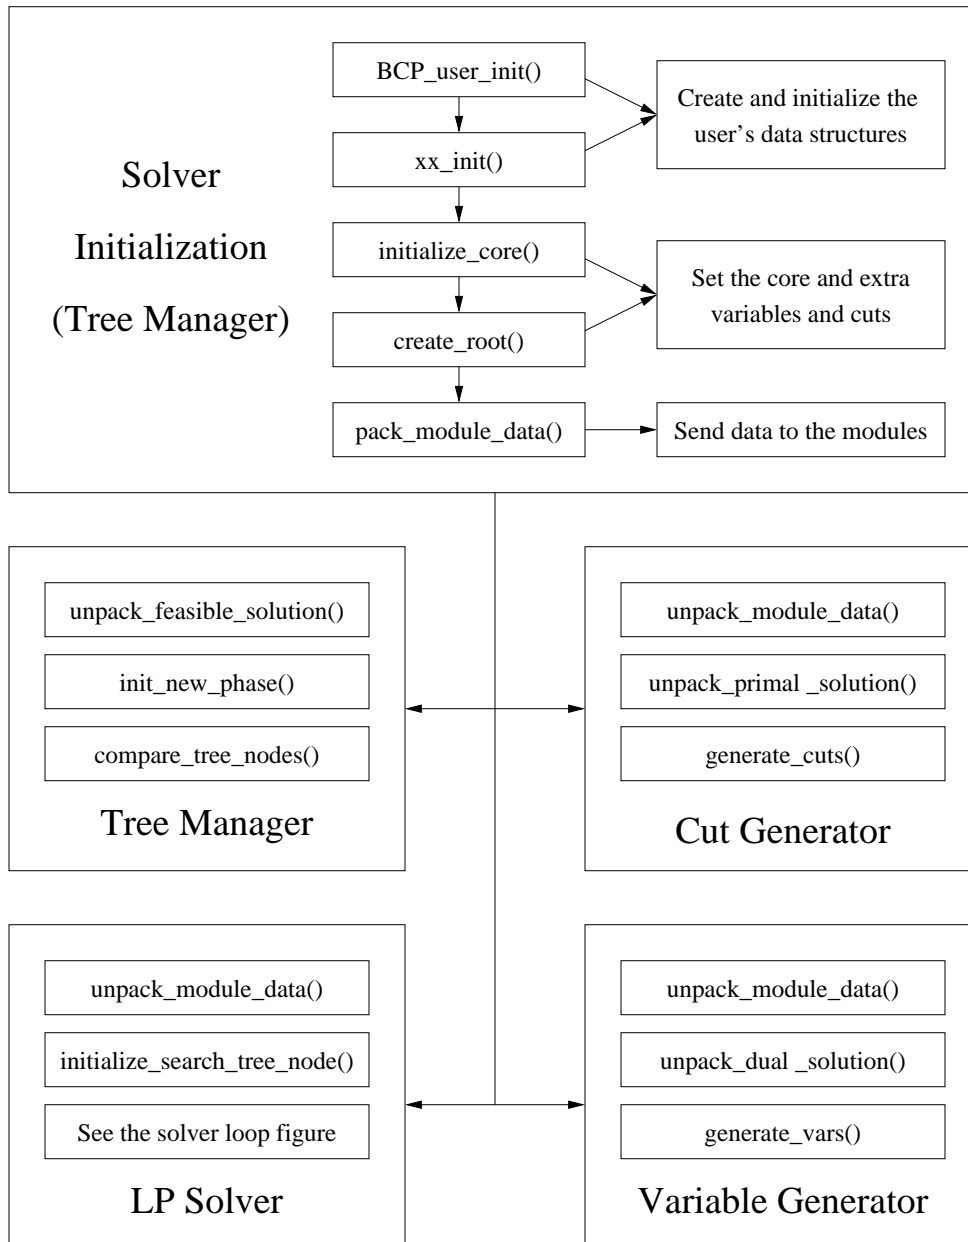 Solver
Initialization
(Tree Manager)
BCP_user_init()
xx_init()
initialize_core()
create_root()
pack_module_data()
Create and initialize the
user’s data structures
Set the core and extra
variables and cuts
Send data to the modules
unpack_feasible_solution()
init_new_phase()
compare_tree_nodes()
Tree Manager
unpack_module_data()
unpack_primal _solution()
generate_cuts()
Cut Generator
unpack_module_data()
initialize_search_tree_node()
See the solver loop figure
LP Solver
unpack_module_data()
unpack_dual _solution()
generate_vars()
Variable Generator